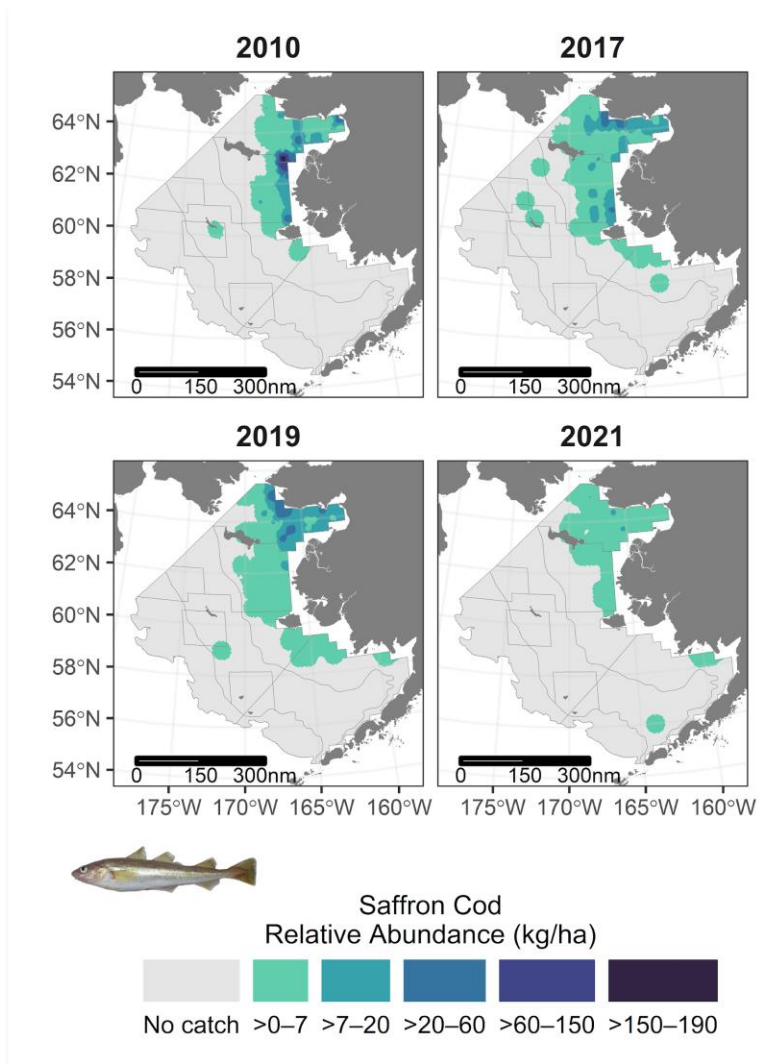 2010
2017
64°N
62°N
60°N
58°N
56°N
54°N
0 150 300nm
0 150 300nm
2019
2021
64°N
62°N
60°N
58°N
56°N
54°N
0 150 300nm
0 150 300nm
175°W 170°W 165°W 160°W
175°W 170°W 165°W 160°W
Saffron Cod
Relative Abundance (kg/ha)
No catch >0–7 >7–20 >20–60 >60–150 >150–190